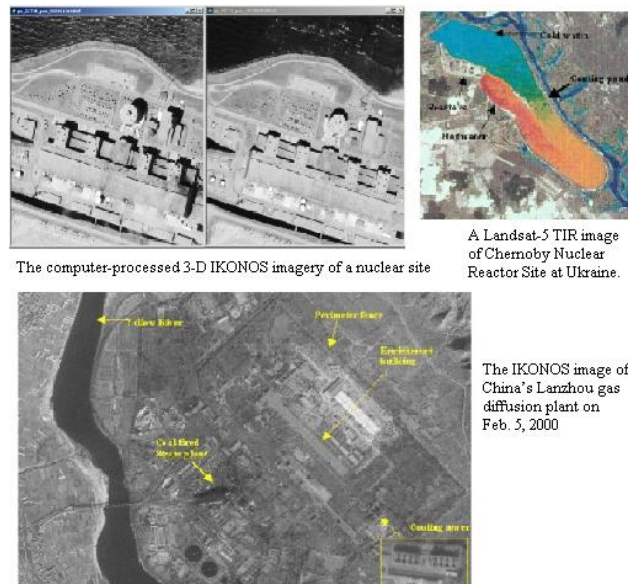 Cold water
Cooling pond
Hot water
The computer-processed 3-D IKONOS imagery of a nuclear site
A Landsat-5 TIR image
of Chernoby Nuclear
Reactor Site at Ukraine.
Yellow River
Perimeter fence
Enrichment
building
Coal fired
The IKONOS image of
China's Lanzhou gas
diffusion plant on
Feb. 5, 2000
Cooling tower